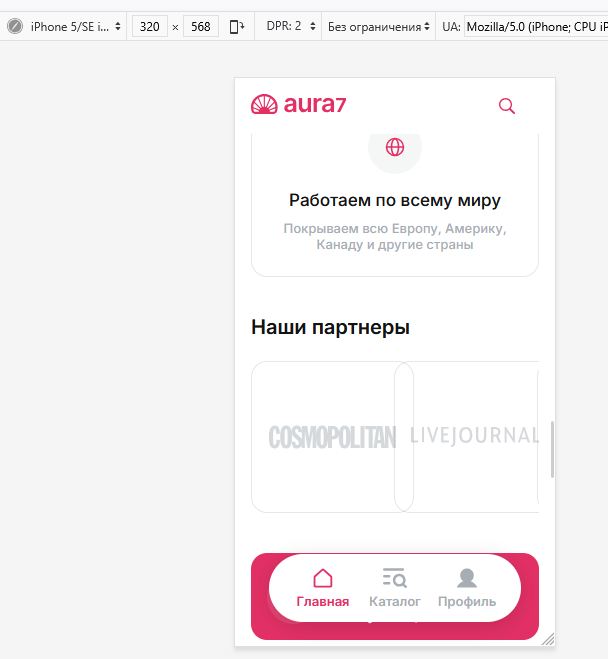 iPhone 5/SE i...
320 × 568
DPR: 2
Без ограничения
UA: Mozilla/5.0 (iPhone; CPU iP
aura7
Работаем по всему миру
Покрываем всю Европу, Америку,
Канаду и другие страны
Наши партнеры
COSMOPOLITAN
LIVEJOURNAL
Главная
Каталог
Профиль